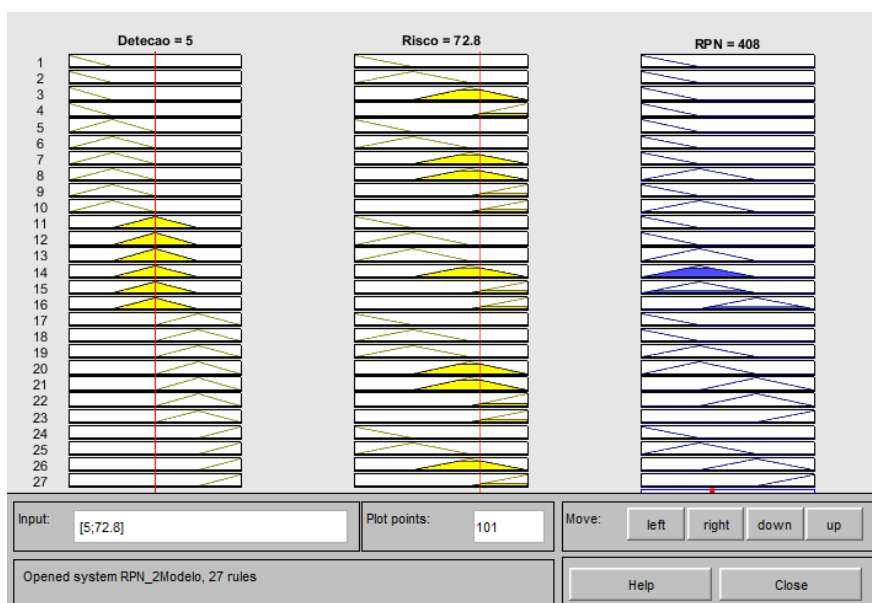 Detecao = 5
Risco = 72.8
RPN = 408
1
2
3
4
5
6
7
8
9
10
11
12
13
14
15
16
17
18
19
20
21
22
23
24
25
26
27
Input:
[5;72.8]
Plot points:
101
Move:
left
right
down
up
Opened system RPN_2Modelo, 27 rules
Help
Close